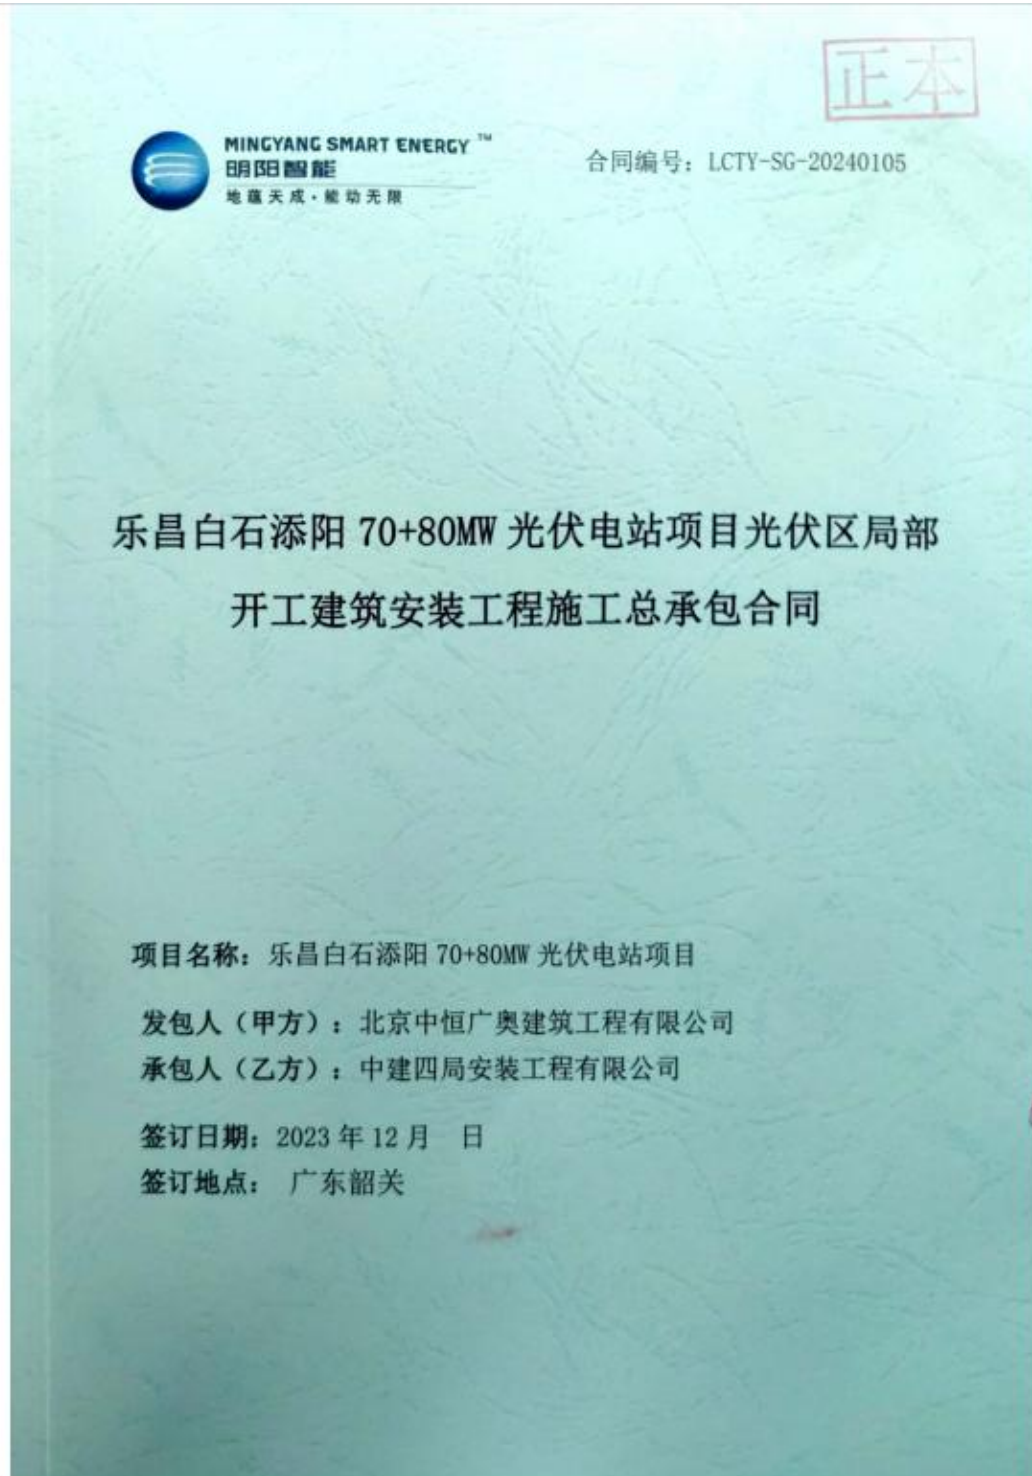 正本
MINGYANG SMART ENERGY™
明阳智能
地蕴天成·能动无限
合同编号：LCTY-SG-20240105
乐昌白石添阳 70+80MW 光伏电站项目光伏区局部
开工建筑安装工程施工总承包合同
项目名称：乐昌白石添阳 70+80MW 光伏电站项目
发包人（甲方）：北京中恒广奥建筑工程有限公司
承包人（乙方）：中建四局安装工程有限公司
签订日期：2023 年 12 月 日
签订地点： 广东韶关